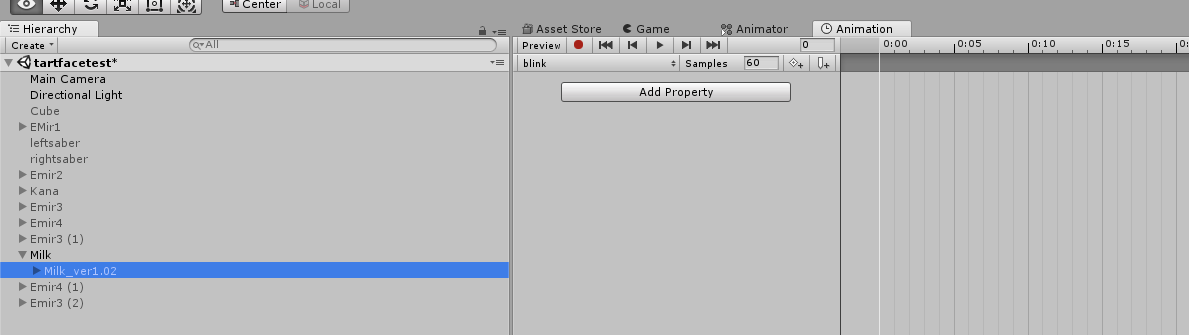 Center Local
Hierarchy
Create All
tartfacetest*
Main Camera
Directional Light
Cube
EMir1
leftsaber
rightsaber
Emir2
Kana
Emir3
Emir4
Emir3 (1)
Milk
Milk_ver1.02
Emir4 (1)
Emir3 (2)
Asset Store Game Animator Animation
Preview 0 0:00 0:05 0:10 0:15
blink Samples 60
Add Property